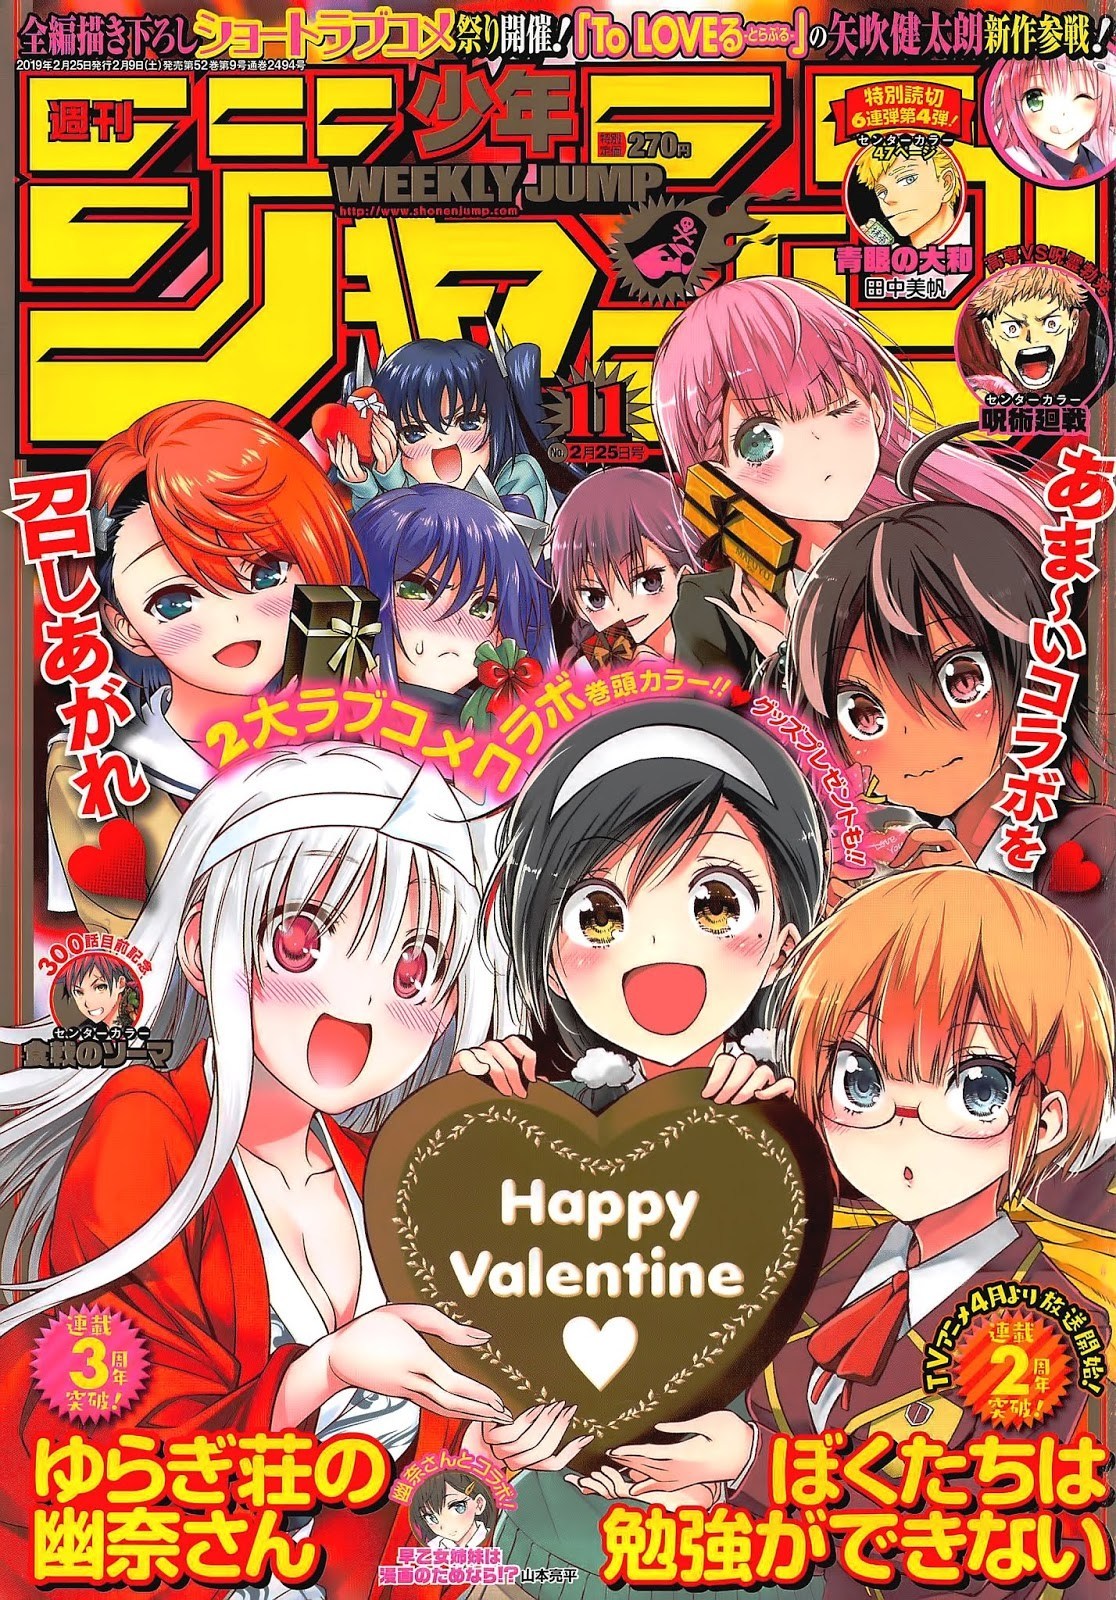 全編描き下ろしショートラブコメ祭り開催!「To LOVEる-とらぶる-」の矢吹健太朗新作参戦!
2019年2月25日発行2月9日(土)発売第52巻第9号通巻2494号
週刊
少年
ジャンプ
特別定価
270円
WEEKLY JUMP
http://www.shonenjump.com
特別読切
6連弾第4弾!
センターカラー
47ページ
青眼の大和
田中美帆
高専VS呪霊勃発
センターカラー
呪術廻戦
11
No.
2月25日号
あま〜いコラボを
召しあがれ
2大ラブコメコラボ巻頭カラー!!
グッズプレゼントも!!
300話目前記念
センターカラー
食戟のソーマ
Happy
Valentine
連載
3周年
突破!
ゆらぎ荘の
幽奈さん
幽奈さんとコラボ!
早乙女姉妹は
漫画のためなら!?
山本亮平
TVアニメ4月より放送開始!
連載
2周年
突破!
ぼくたちは
勉強ができない